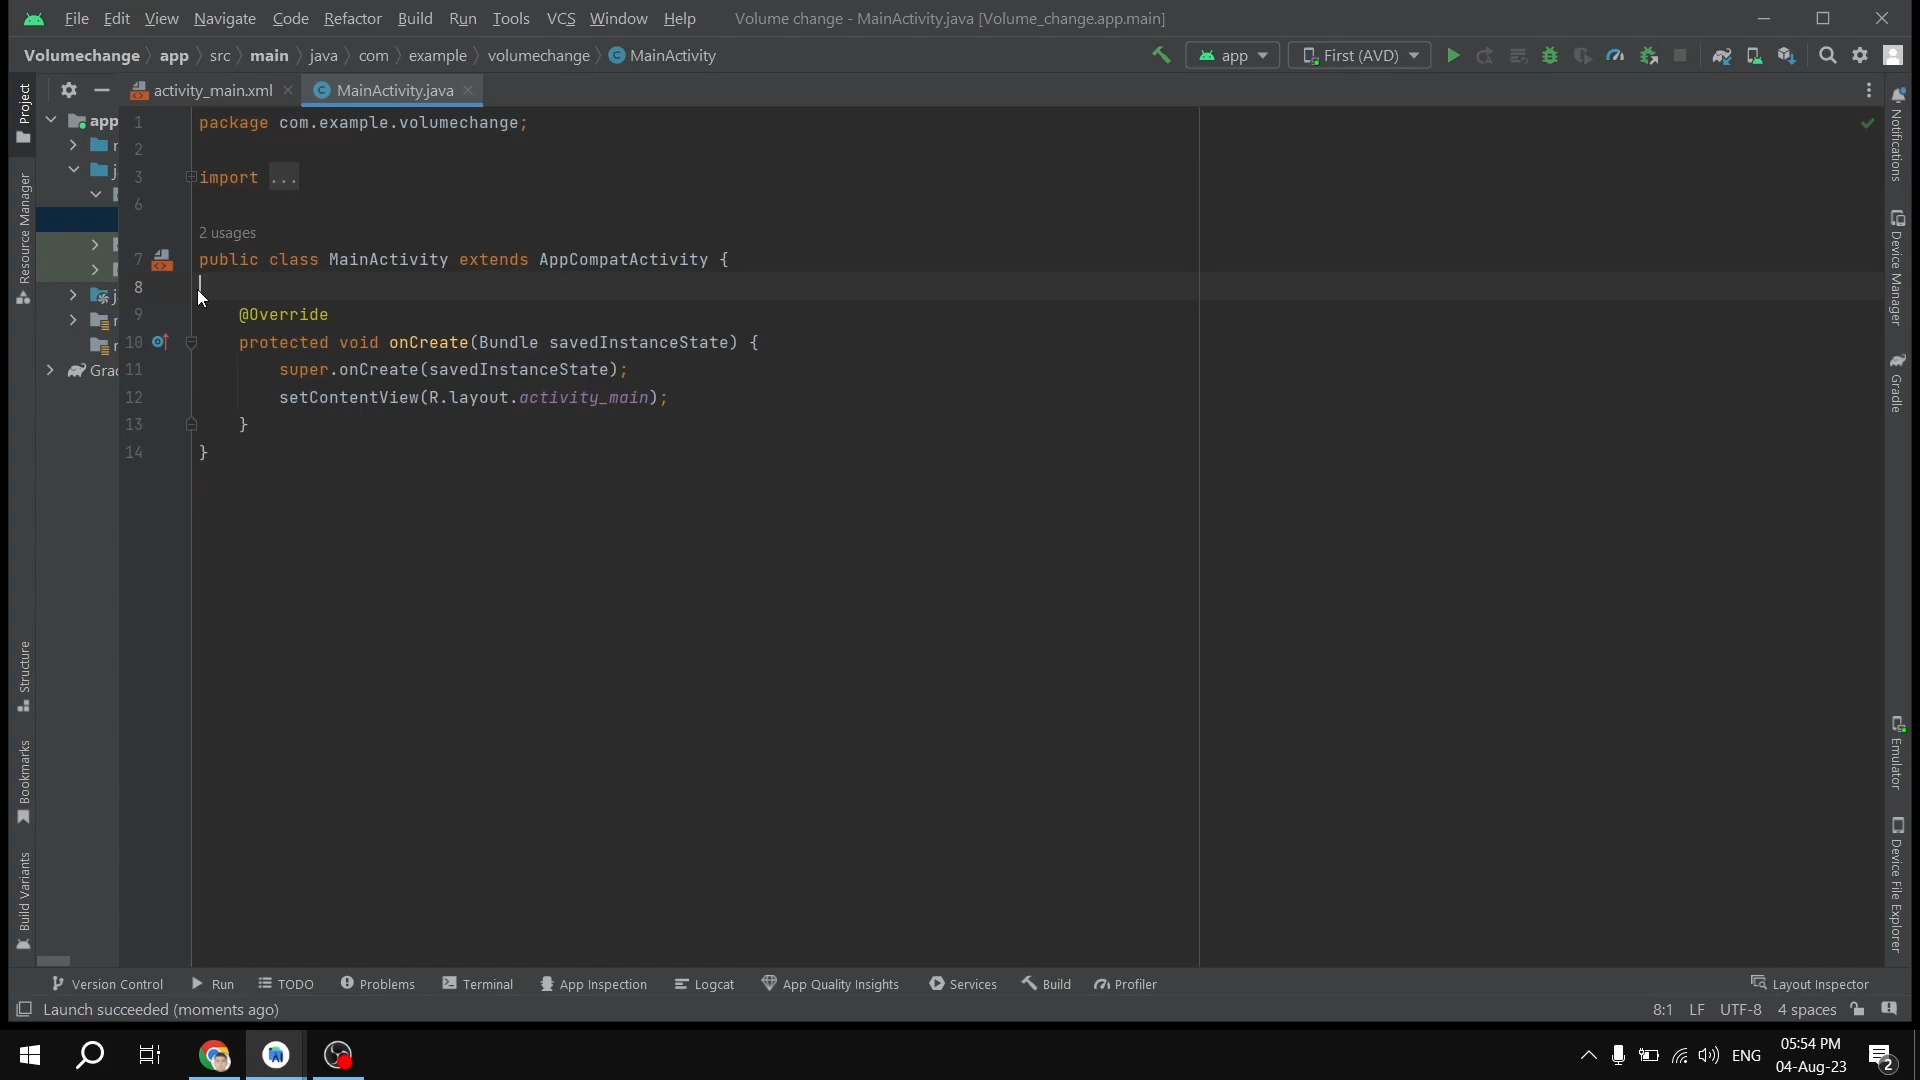 File Edit View Navigate Code Refactor Build Run Tools VCS Window Help Volume change - MainActivity.java [Volume_change.app.main]
Volumechange app src main java com example volumechange MainActivity app First (AVD)
Project
activity_main.xml MainActivity.java
Notifications
app
Resource Manager
Device Manager
Gradle
1 package com.example.volumechange;
2
3 import ...
6
2 usages
7 public class MainActivity extends AppCompatActivity {
8
9 @Override
10 protected void onCreate(Bundle savedInstanceState) {
11 super.onCreate(savedInstanceState);
12 setContentView(R.layout.activity_main);
13 }
14 }
Structure
Bookmarks
Build Variants
Emulator
Device File Explorer
Version Control Run TODO Problems Terminal App Inspection Logcat App Quality Insights Services Build Profiler Layout Inspector
Launch succeeded (moments ago) 8:1 LF UTF-8 4 spaces
ENG 05:54 PM
04-Aug-23 2